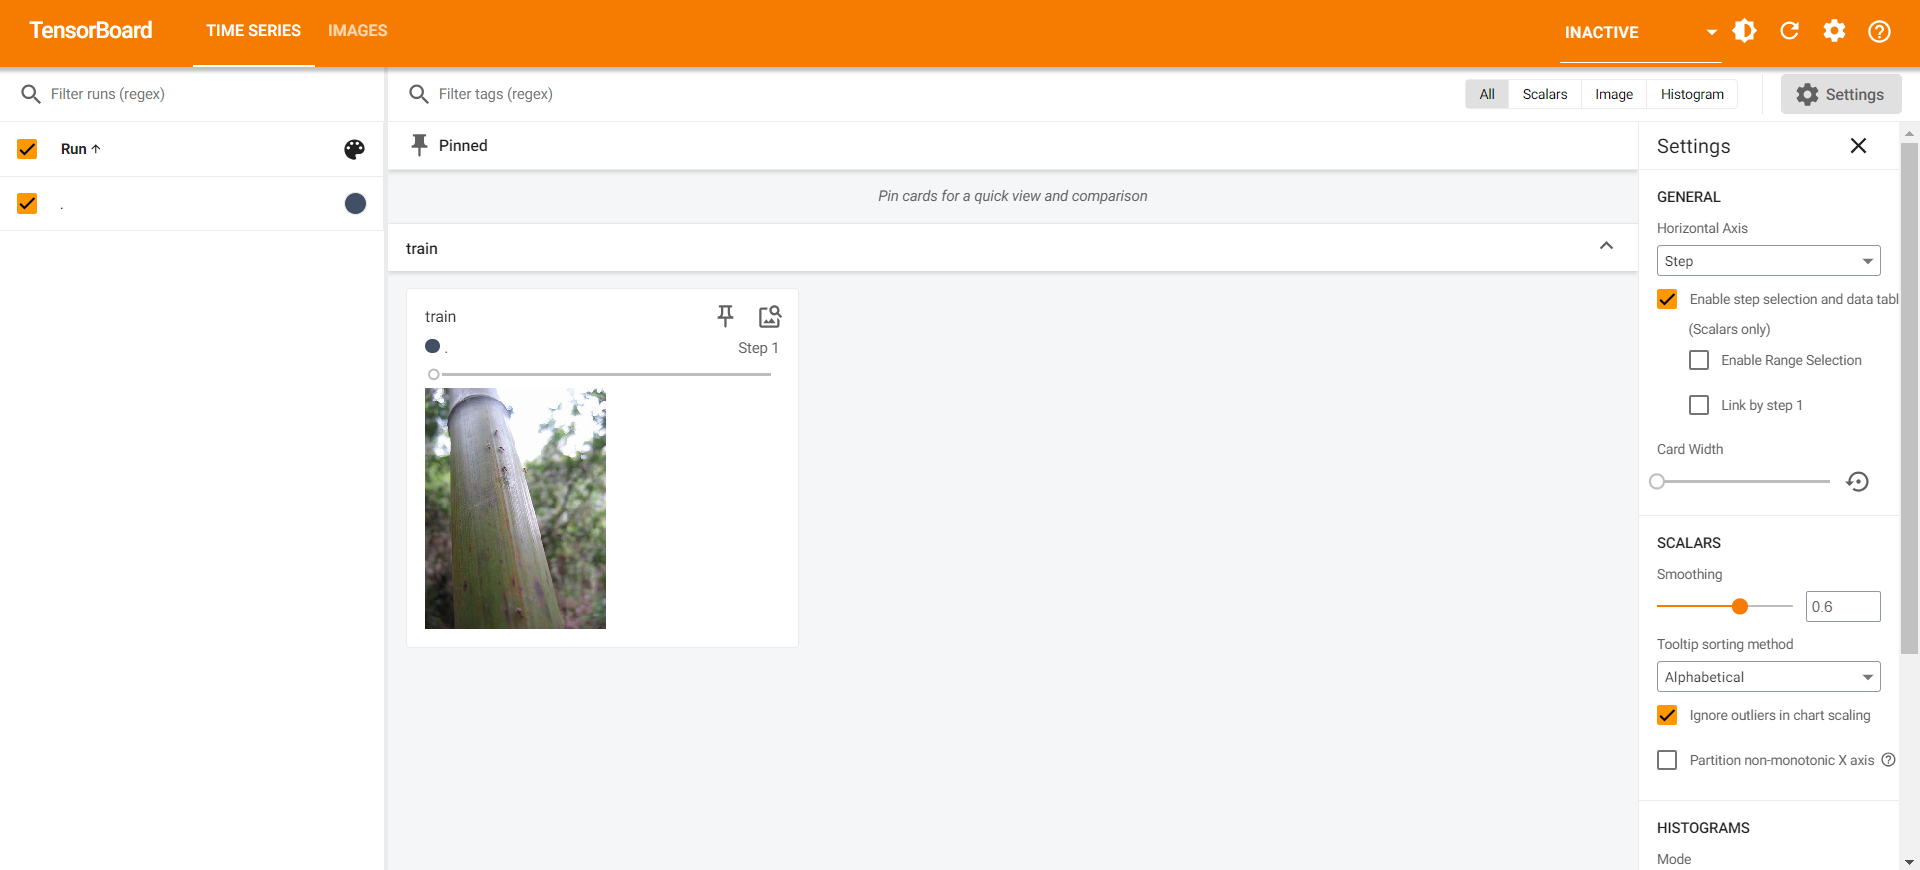 TensorBoard
TIME SERIES
IMAGES
INACTIVE
Filter runs (regex)
Filter tags (regex)
All
Scalars
Image
Histogram
Settings
Run
.
Pinned
Pin cards for a quick view and comparison
train
train
.
Step 1
Settings
GENERAL
Horizontal Axis
Step
Enable step selection and data tabl
(Scalars only)
Enable Range Selection
Link by step 1
Card Width
SCALARS
Smoothing
0.6
Tooltip sorting method
Alphabetical
Ignore outliers in chart scaling
Partition non-monotonic X axis
HISTOGRAMS
Mode